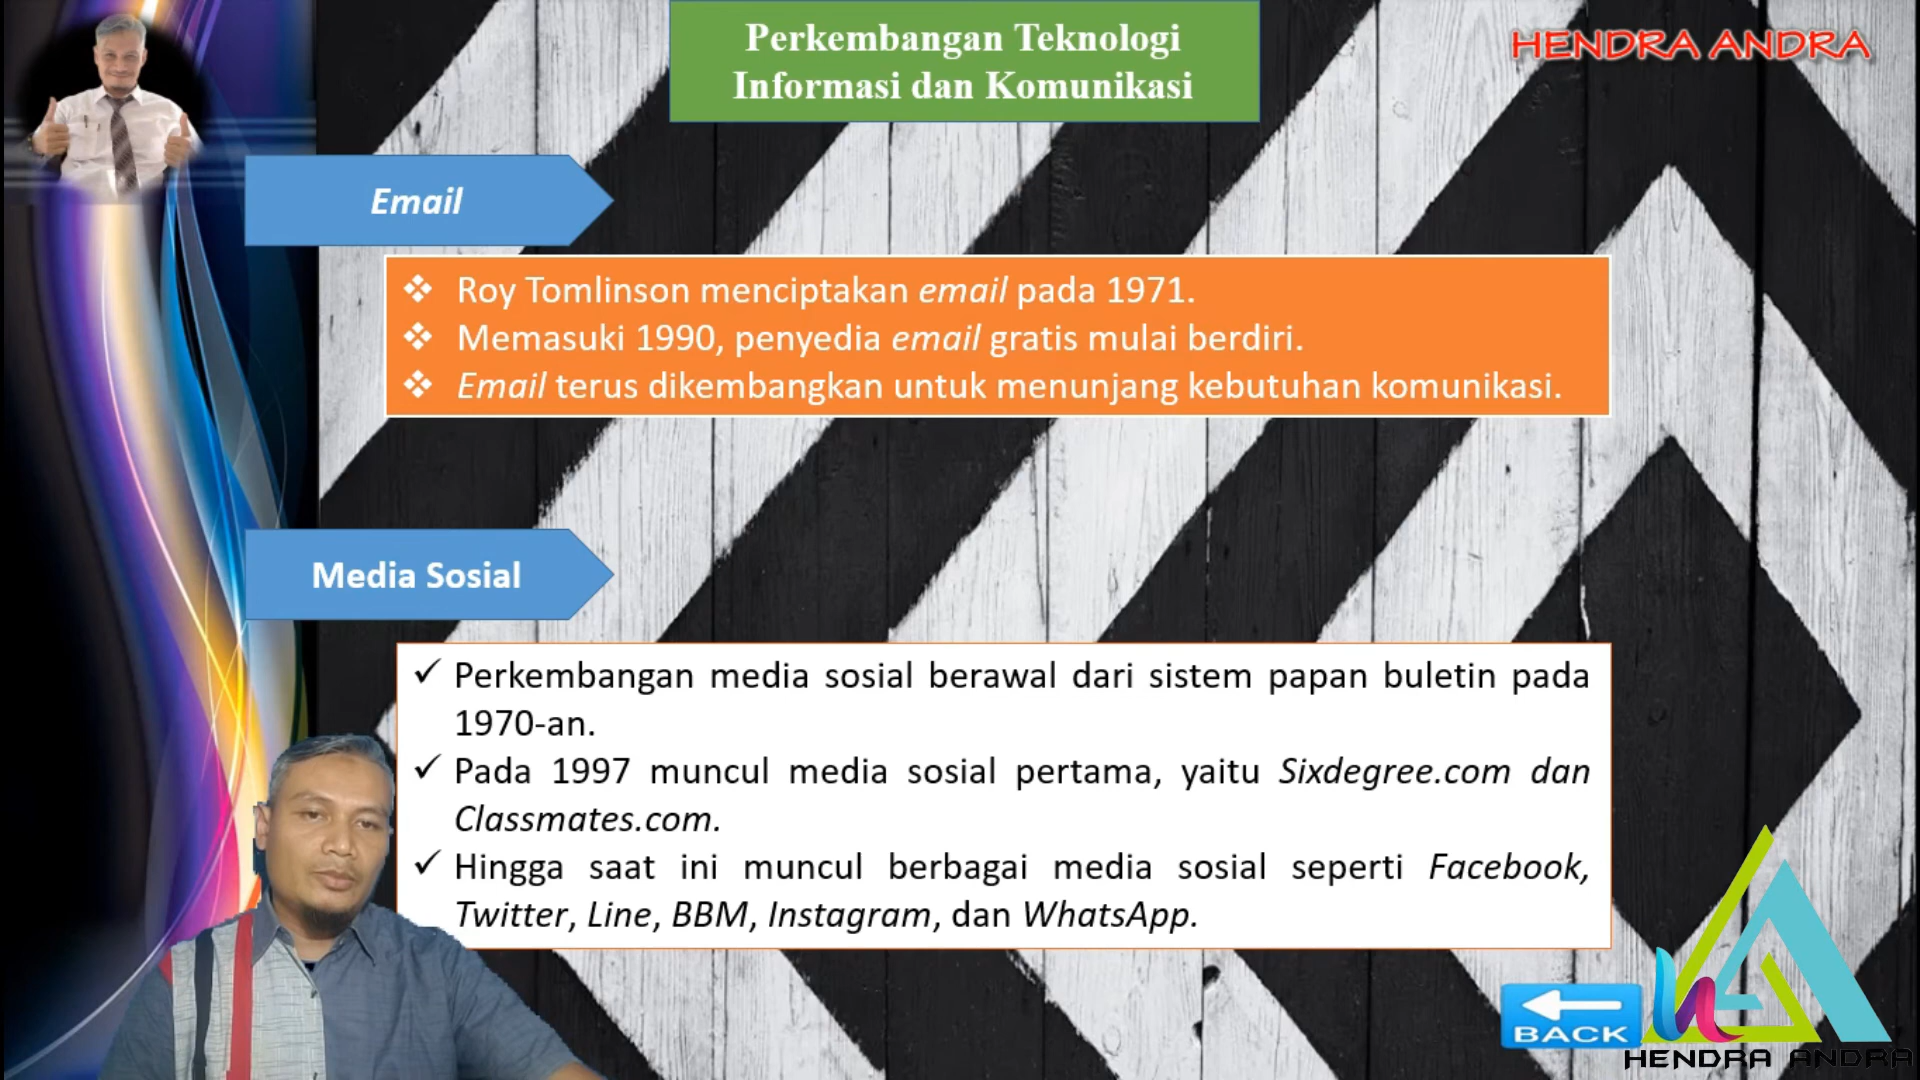 Perkembangan Teknologi
Informasi dan Komunikasi
HENDRA ANDRA
Email
❖ Roy Tomlinson menciptakan email pada 1971.
❖ Memasuki 1990, penyedia email gratis mulai berdiri.
❖ Email terus dikembangkan untuk menunjang kebutuhan komunikasi.
Media Sosial
✓ Perkembangan media sosial berawal dari sistem papan buletin pada
1970-an.
✓ Pada 1997 muncul media sosial pertama, yaitu Sixdegree.com dan
Classmates.com.
✓ Hingga saat ini muncul berbagai media sosial seperti Facebook,
Twitter, Line, BBM, Instagram, dan WhatsApp.
BACK
HENDRA ANDRA